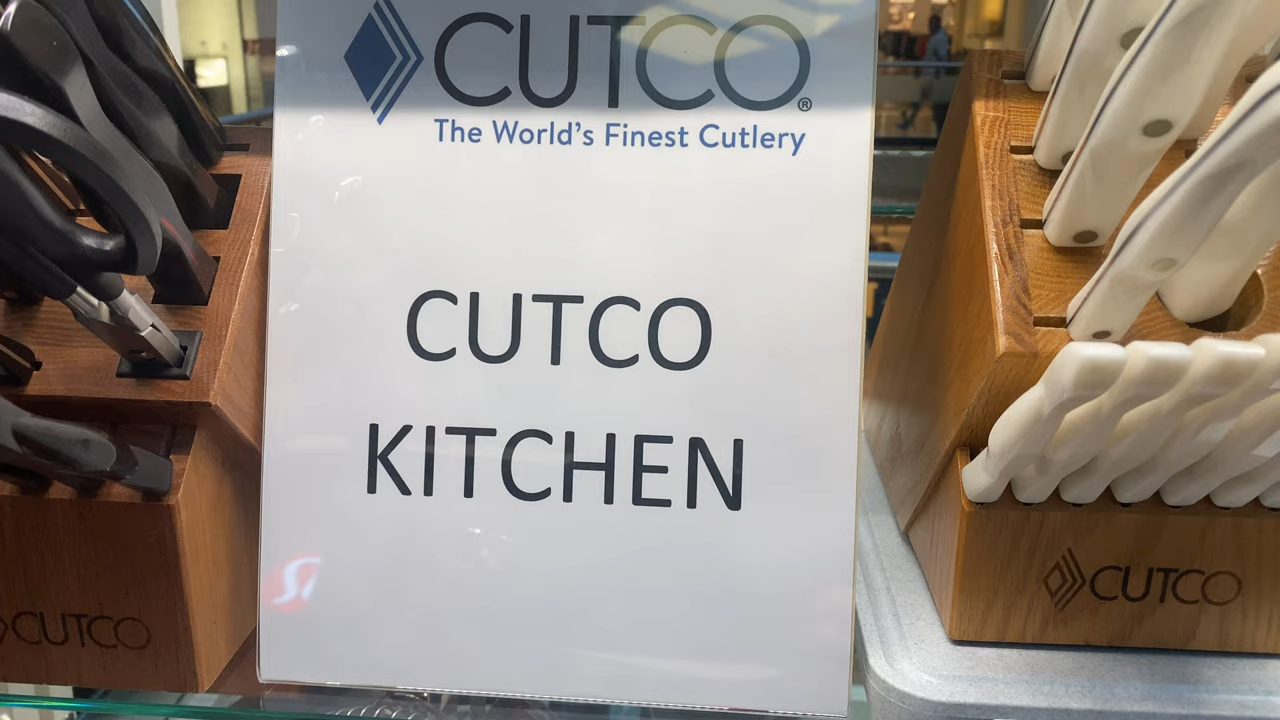 CUTCO®
The World's Finest Cutlery
CUTCO
KITCHEN
CUTCO
CUTCO